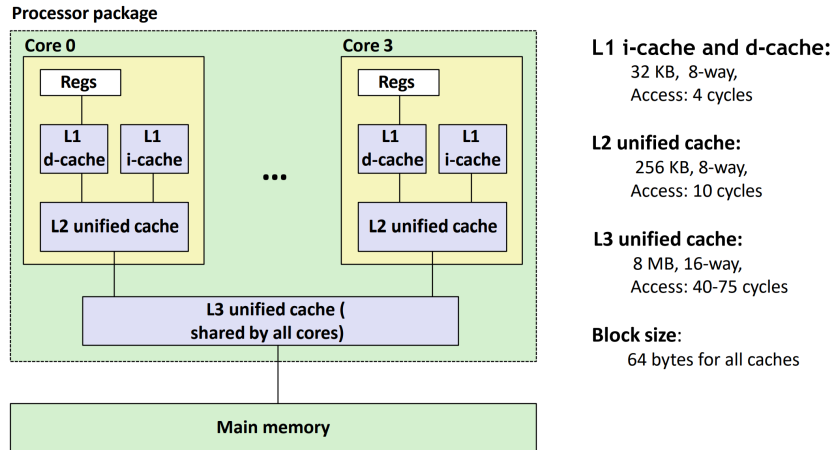 Processor package
Core 0
Regs
L1
d-cache
L1
i-cache
L2 unified cache
...
Core 3
Regs
L1
d-cache
L1
i-cache
L2 unified cache
L3 unified cache (
shared by all cores)
Main memory
L1 i-cache and d-cache:
32 KB, 8-way,
Access: 4 cycles
L2 unified cache:
256 KB, 8-way,
Access: 10 cycles
L3 unified cache:
8 MB, 16-way,
Access: 40-75 cycles
Block size:
64 bytes for all caches